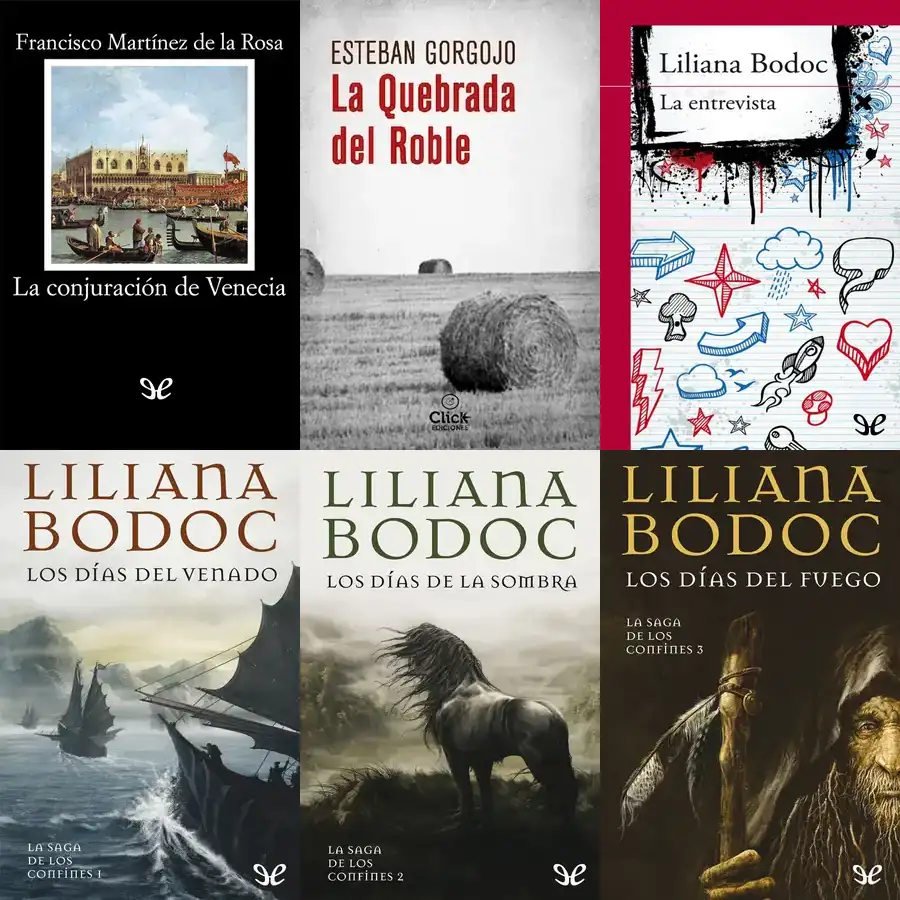 Francisco Martínez de la Rosa
La conjuración de Venecia
ESTEBAN GORGOJO
La Quebrada
del Roble
Click
EDICIONES
Liliana Bodoc
La entrevista
LILIANA
BODOC
LOS DÍAS DEL VENADO
LA SAGA
DE LOS
CONFINES 1
LILIANA
BODOC
LOS DÍAS DE LA SOMBRA
LA SAGA
DE LOS
CONFINES 2
LILIANA
BODOC
LOS DÍAS DEL FUEGO
LA SAGA
DE LOS
CONFINES 3